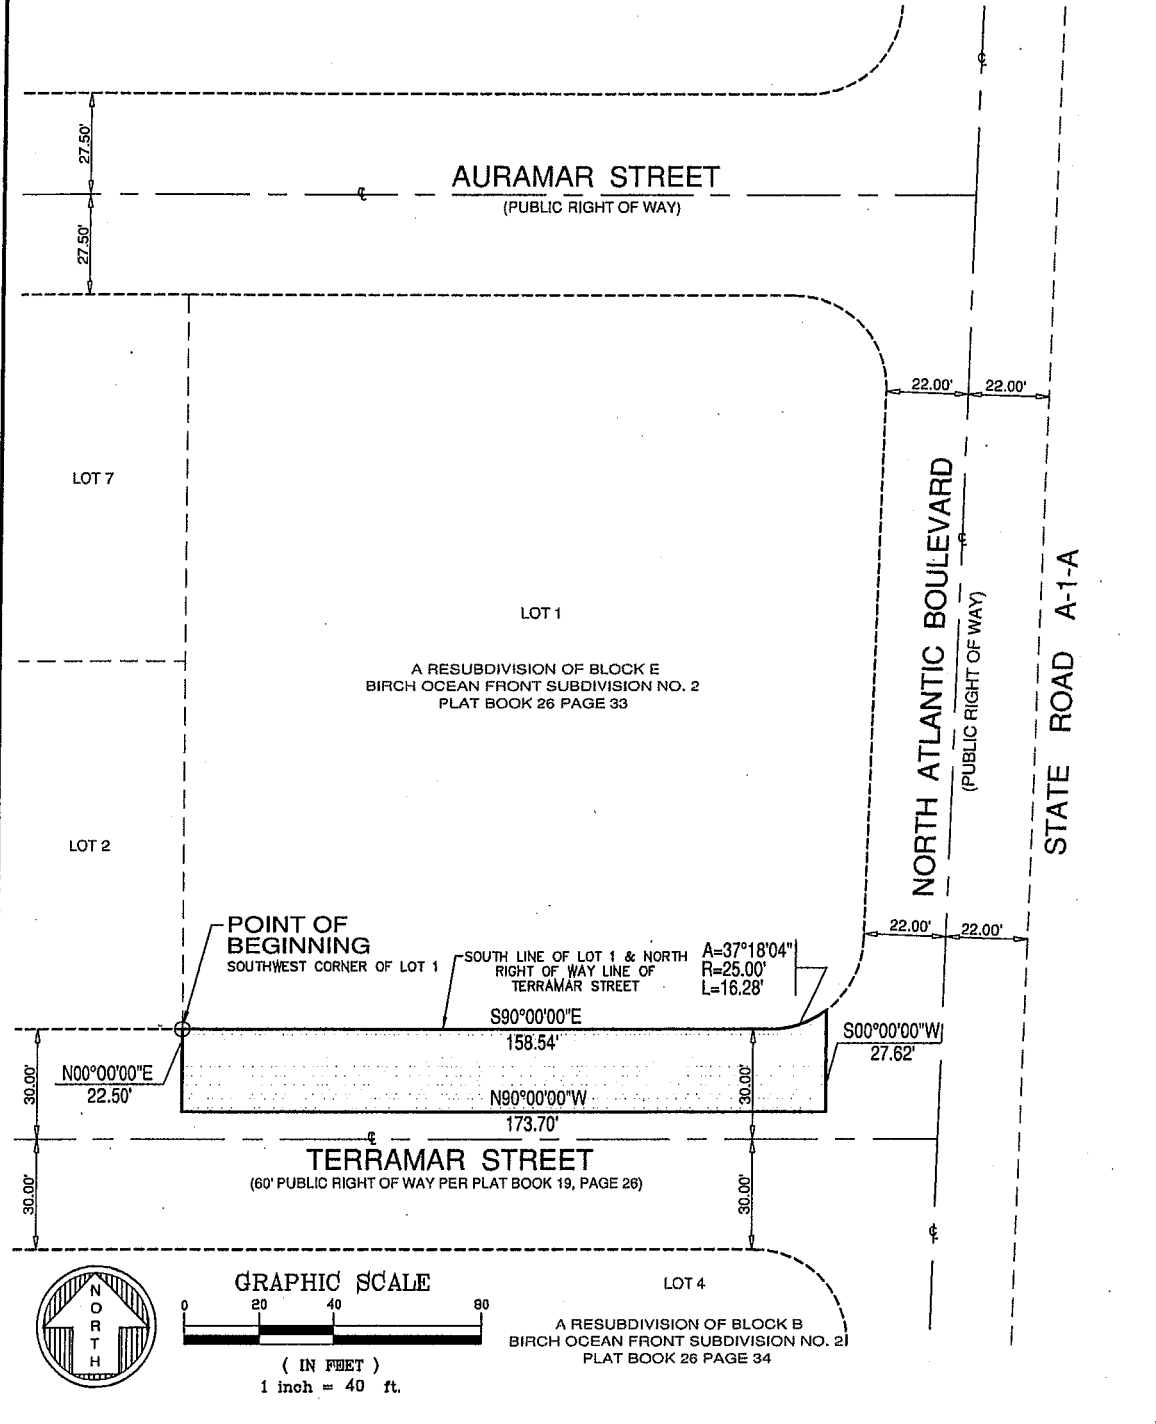 27.50'
27.50'
℄
℄
AURAMAR STREET
(PUBLIC RIGHT OF WAY)
22.00'
22.00'
LOT 7
LOT 1
A RESUBDIVISION OF BLOCK E
BIRCH OCEAN FRONT SUBDIVISION NO. 2
PLAT BOOK 26 PAGE 33
NORTH ATLANTIC BOULEVARD
℄
(PUBLIC RIGHT OF WAY)
STATE ROAD A-1-A
LOT 2
POINT OF
BEGINNING
SOUTHWEST CORNER OF LOT 1
SOUTH LINE OF LOT 1 & NORTH
RIGHT OF WAY LINE OF
TERRAMAR STREET
A=37°18'04"
R=25.00'
L=16.28'
22.00'
22.00'
S90°00'00"E
158.54'
S00°00'00"W
27.62'
N00°00'00"E
22.50'
30.00'
30.00'
N90°00'00"W
173.70'
℄
TERRAMAR STREET
(60' PUBLIC RIGHT OF WAY PER PLAT BOOK 19, PAGE 26)
30.00'
30.00'
℄
NORTH
GRAPHIC SCALE
0 20 40 80
( IN FEET )
1 inch = 40 ft.
LOT 4
A RESUBDIVISION OF BLOCK B
BIRCH OCEAN FRONT SUBDIVISION NO. 2
PLAT BOOK 26 PAGE 34